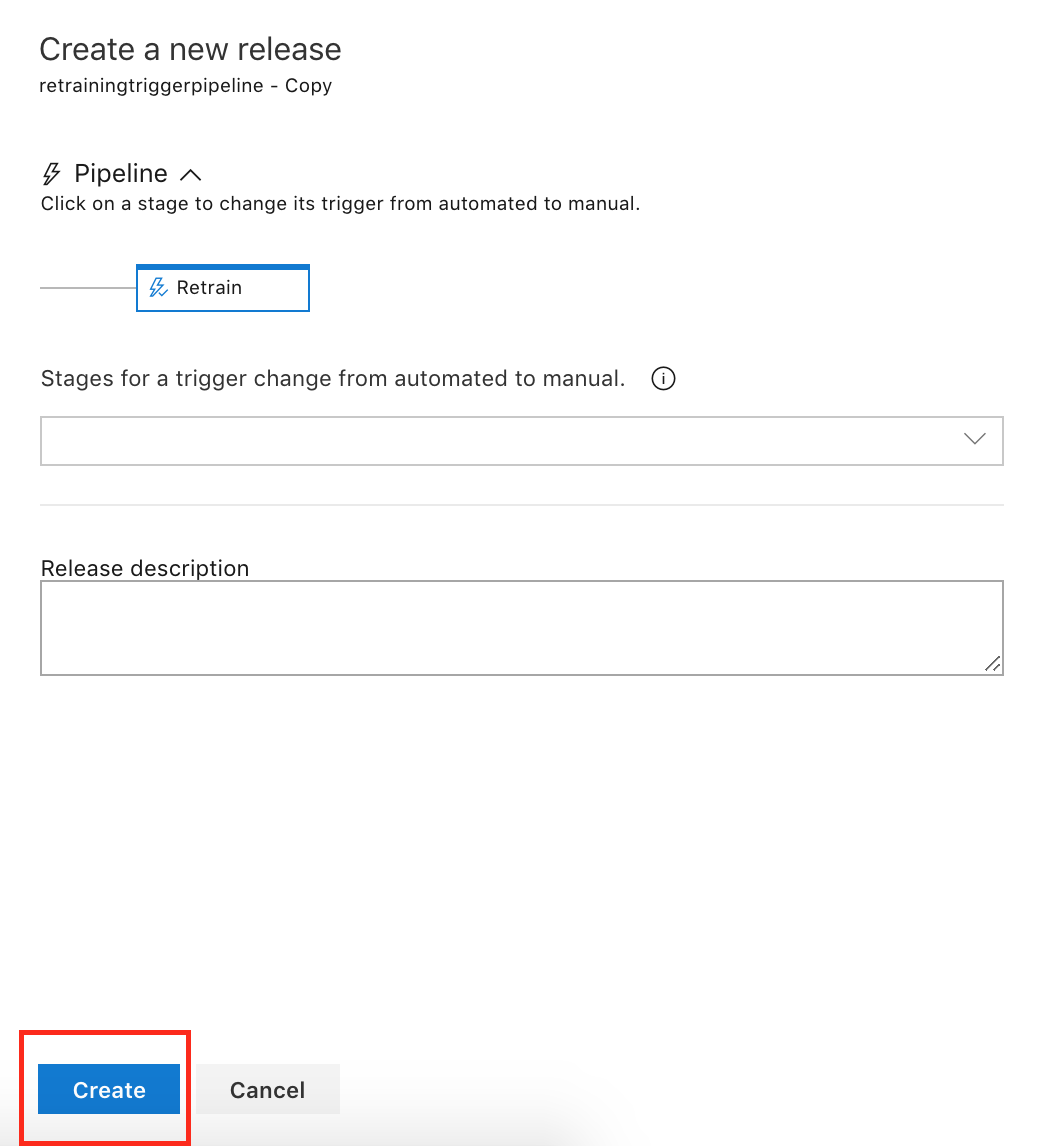 Create a new release
retrainingtriggerpipeline - Copy
Pipeline
Click on a stage to change its trigger from automated to manual.
Retrain
Stages for a trigger change from automated to manual.
Release description
Create Cancel